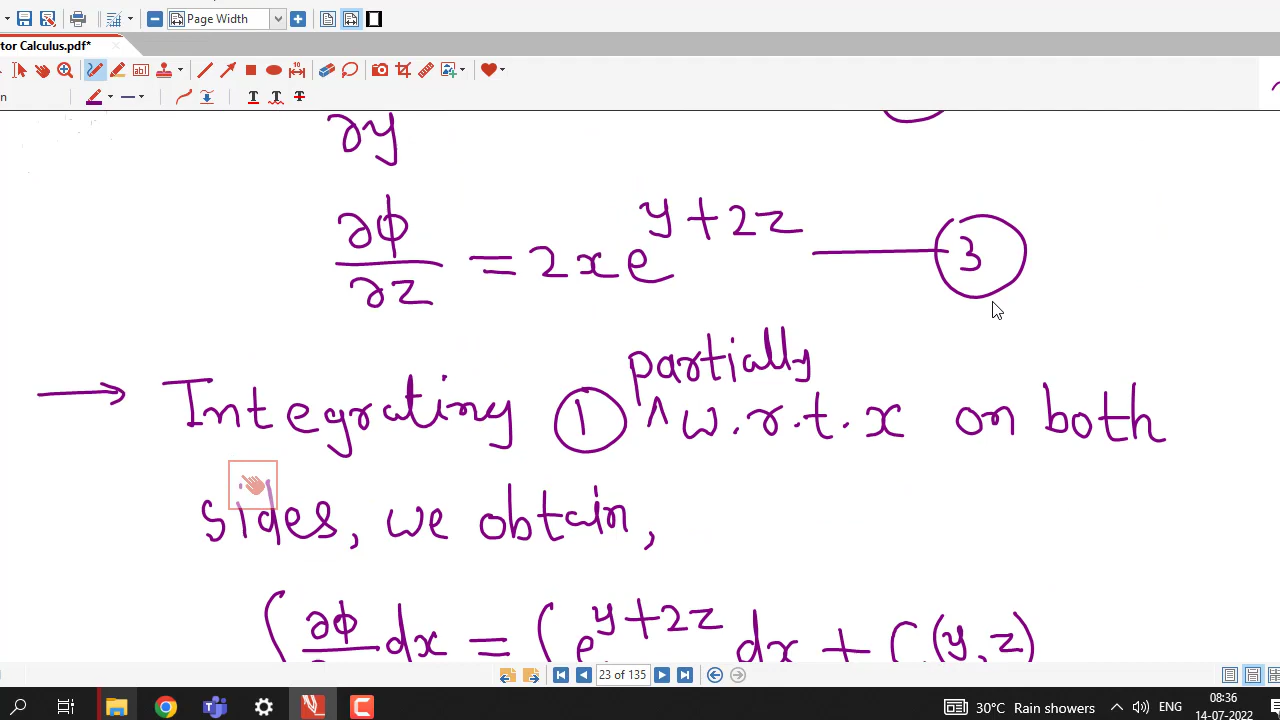 Page Width
tor Calculus.pdf*
∂y
∂ϕ/∂z = 2xe^{y+2z} —— ③
→ Integrating ① ^ partially w.r.t. x on both
sides, we obtain,
∫ ∂ϕ dx = ∫ e^{y+2z} dx + C(y,z)
23 of 135
30°C Rain showers ENG 08:36
14-07-2022